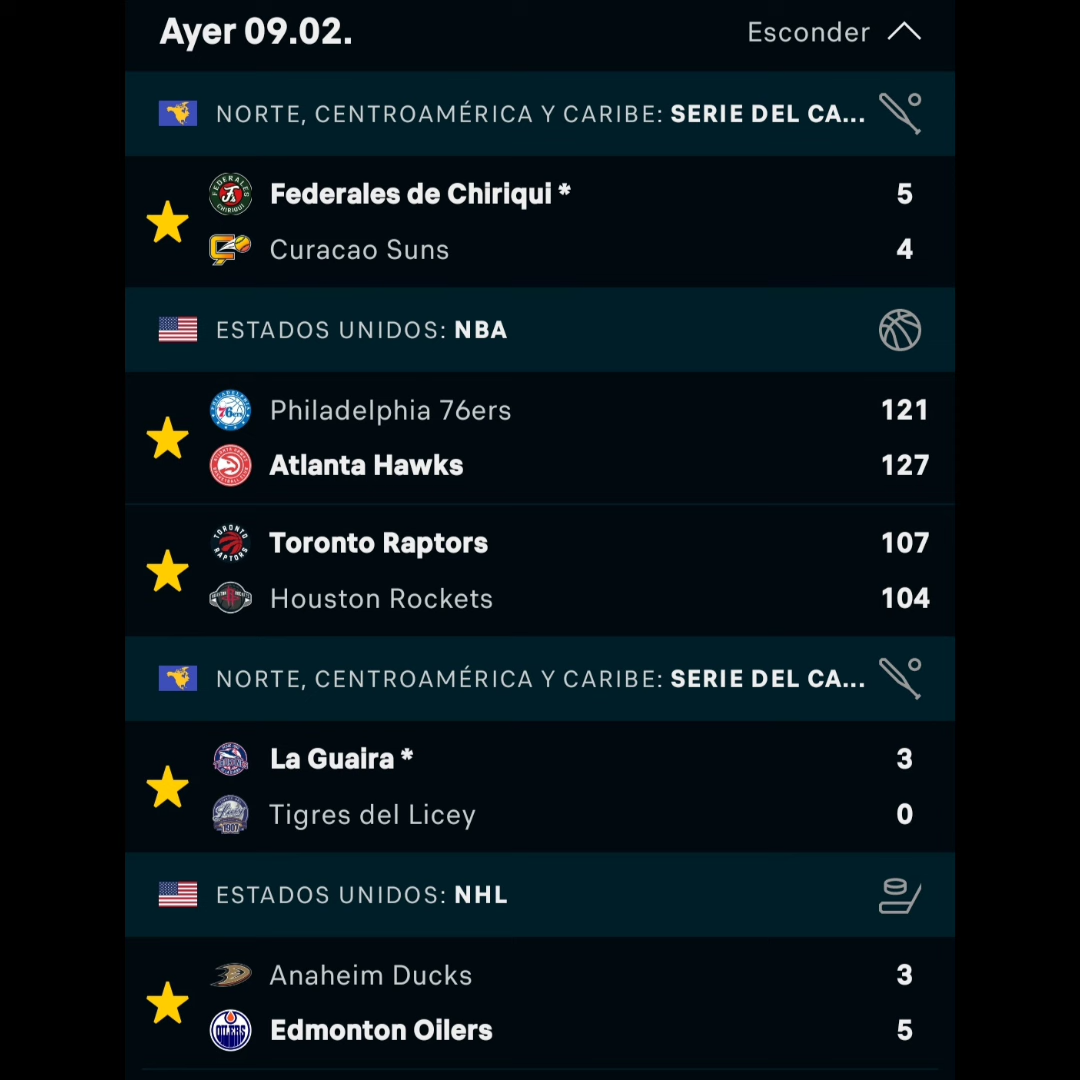 Ayer 09.02.
Esconder
NORTE, CENTROAMÉRICA Y CARIBE: SERIE DEL CA...
Federales de Chiriqui * 5
Curacao Suns 4
ESTADOS UNIDOS: NBA
Philadelphia 76ers 121
Atlanta Hawks 127
Toronto Raptors 107
Houston Rockets 104
NORTE, CENTROAMÉRICA Y CARIBE: SERIE DEL CA...
La Guaira * 3
Tigres del Licey 0
ESTADOS UNIDOS: NHL
Anaheim Ducks 3
Edmonton Oilers 5